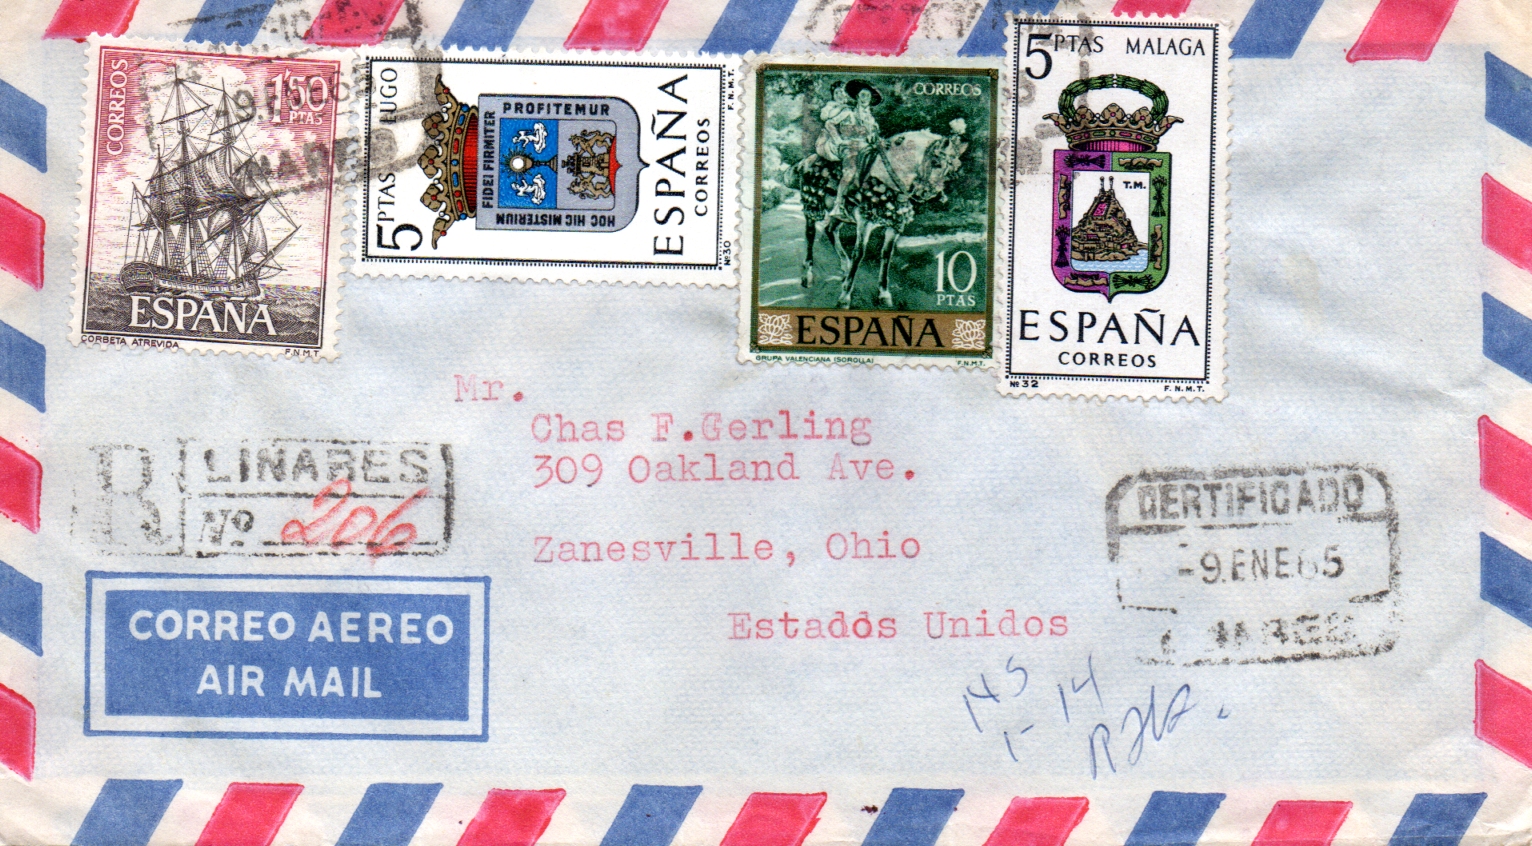 CORREOS
1'50
PTAS
ESPAÑA
CORBETA ATREVIDA
F.N.M.T
5 PTAS LUGO
PROFITEMUR
FIDEI FIRMITER
HOC HIC MISTERIUM
ESPAÑA
CORREOS
Nº30
F.N.M.T.
CORREOS
10
PTAS
ESPAÑA
GRUPA VALENCIANA (SOROLLA)
F.N.M.T.
5 PTAS MALAGA
T.M.
ESPAÑA
CORREOS
Nº 32
F.N.M.T.
Mr.
Chas F.Gerling
309 Oakland Ave.
Zanesville, Ohio
Estados Unidos
R LINARES
Nº 206
CERTIFICADO
-9.ENE.65
LINARES
CORREO AEREO
AIR MAIL
1-14